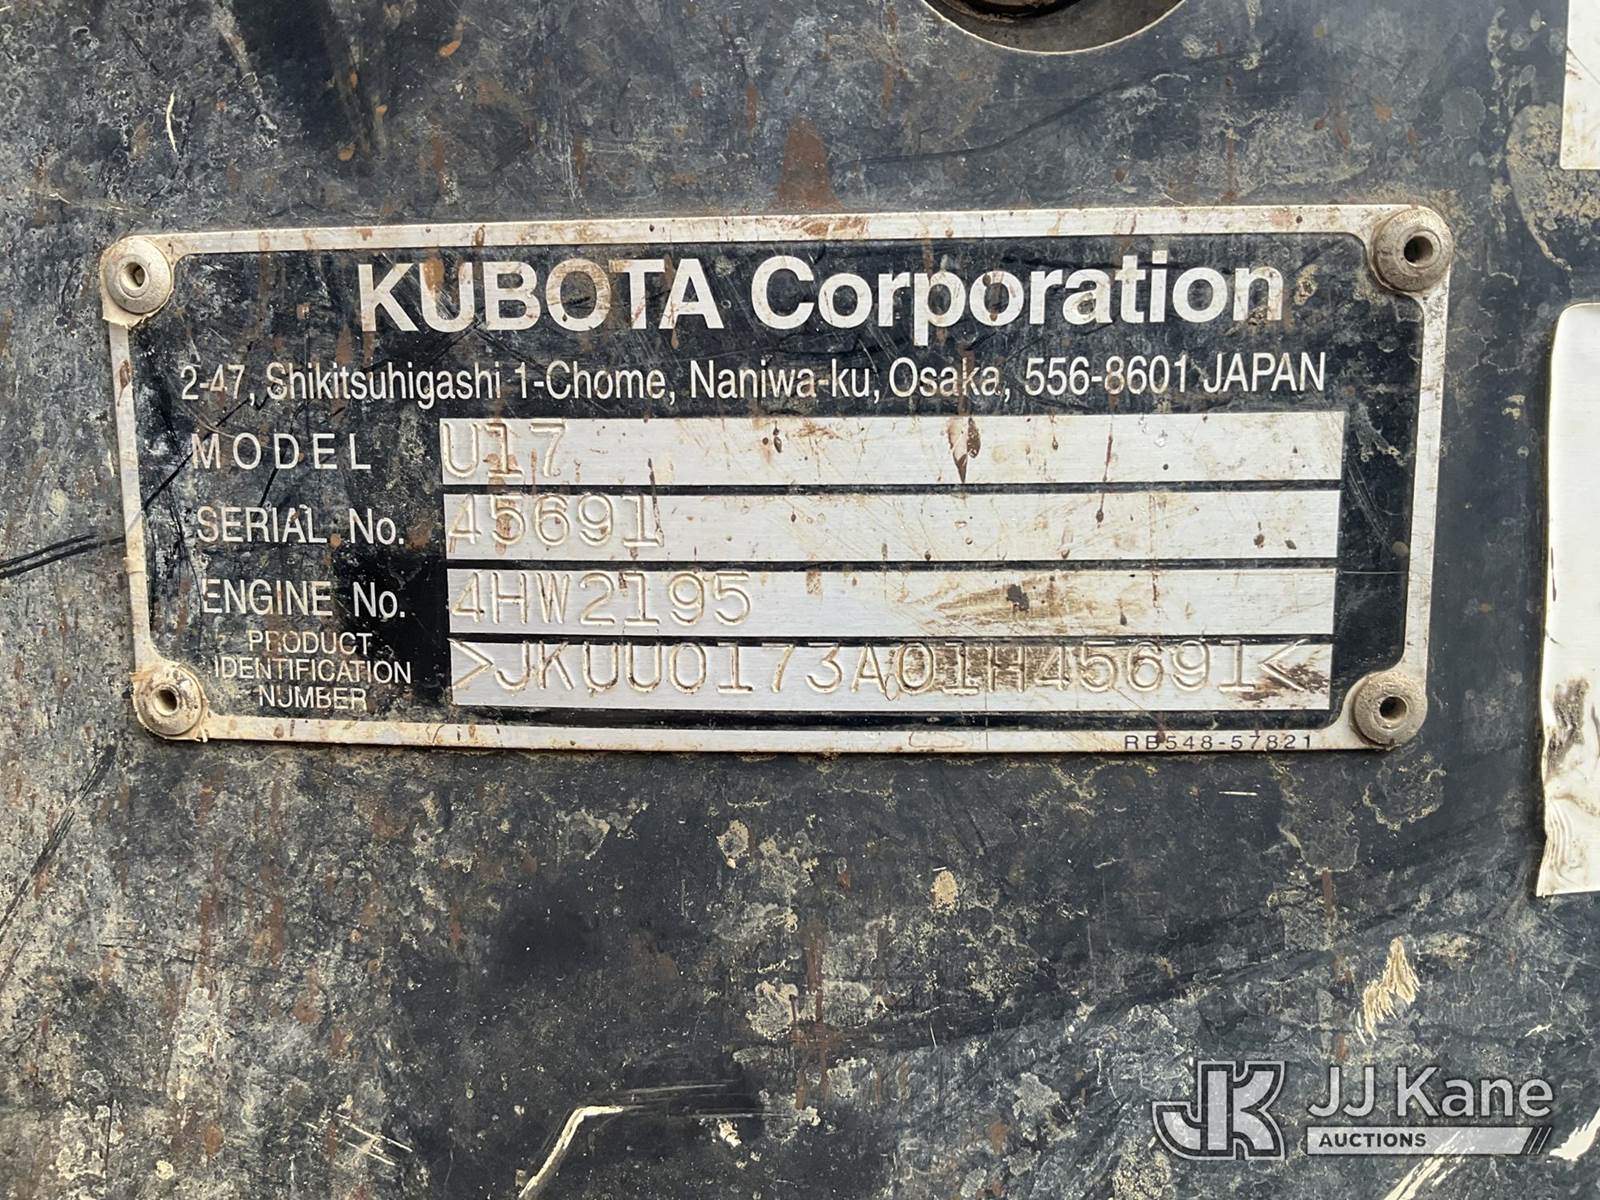 KUBOTA Corporation
2-47, Shikitsuhigashi 1-Chome, Naniwa-ku, Osaka, 556-8601 JAPAN
MODEL U17
SERIAL No. 45691
ENGINE No. 4HW2195
PRODUCT IDENTIFICATION NUMBER >JKUU0173A01H45691<
RB548-57821
JK JJ Kane
AUCTIONS